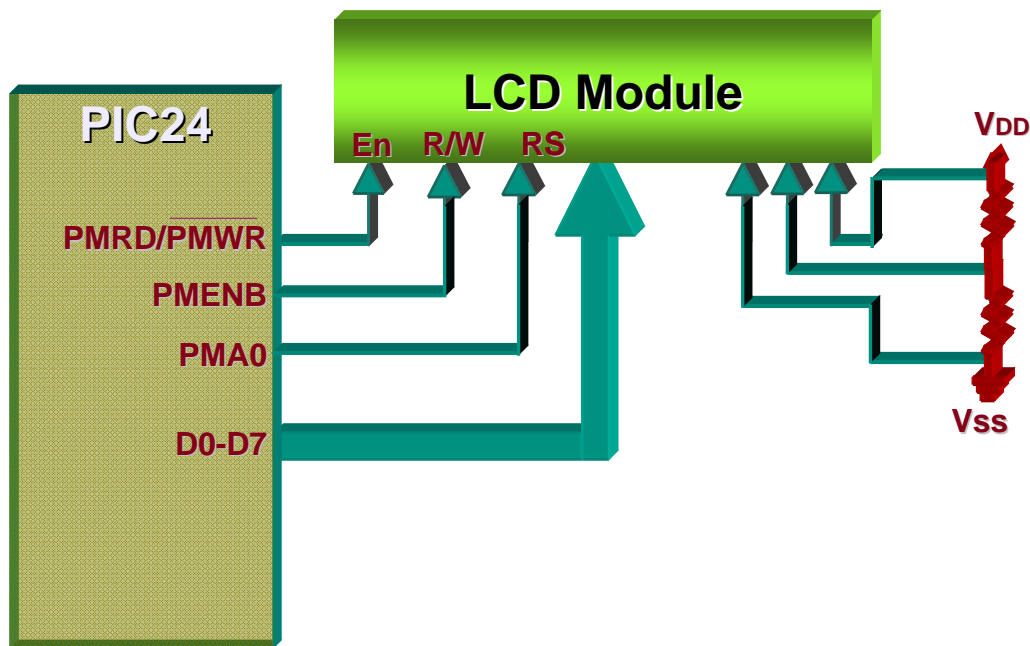 LCD Module
En R/W RS
PIC24
PMRD/PMWR
PMENB
PMA0
D0-D7
VDD
Vss